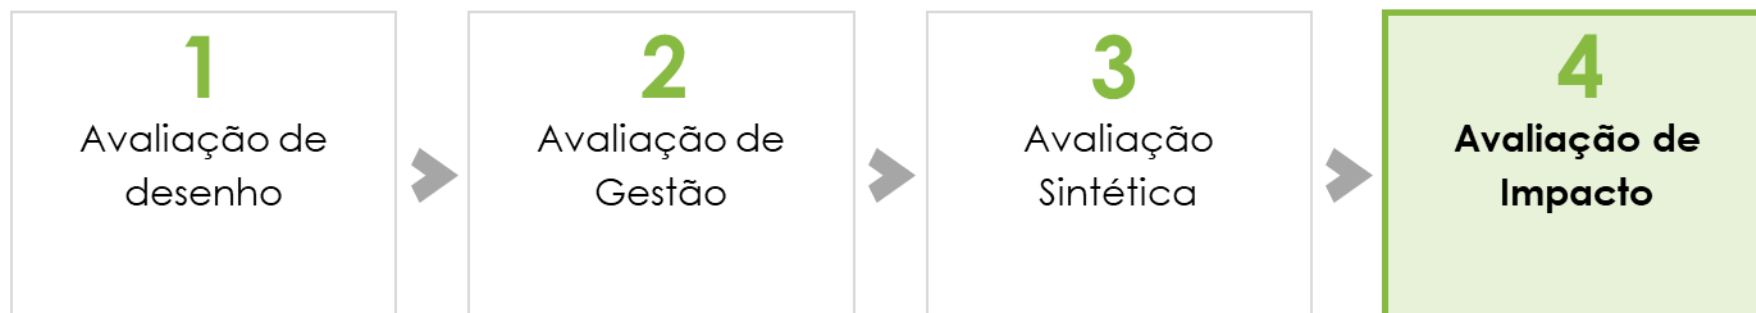 1
Avaliação de
desenho
2
Avaliação de
Gestão
3
Avaliação
Sintética
4
Avaliação de
Impacto